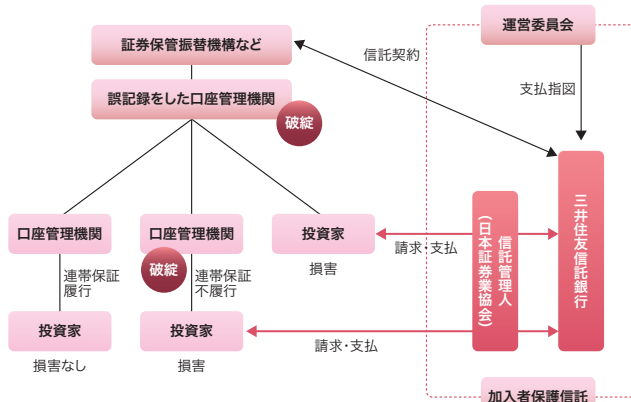 運営委員会
証券保管振替機構など
信託契約
支払指図
誤記録をした口座管理機関
破綻
口座管理機関
口座管理機関
投資家
破綻
損害
請求・支払
信託管理人
(日本証券業協会)
三井住友信託銀行
連帯保証
履行
連帯保証
不履行
投資家
投資家
請求・支払
損害なし
損害
加入者保護信託